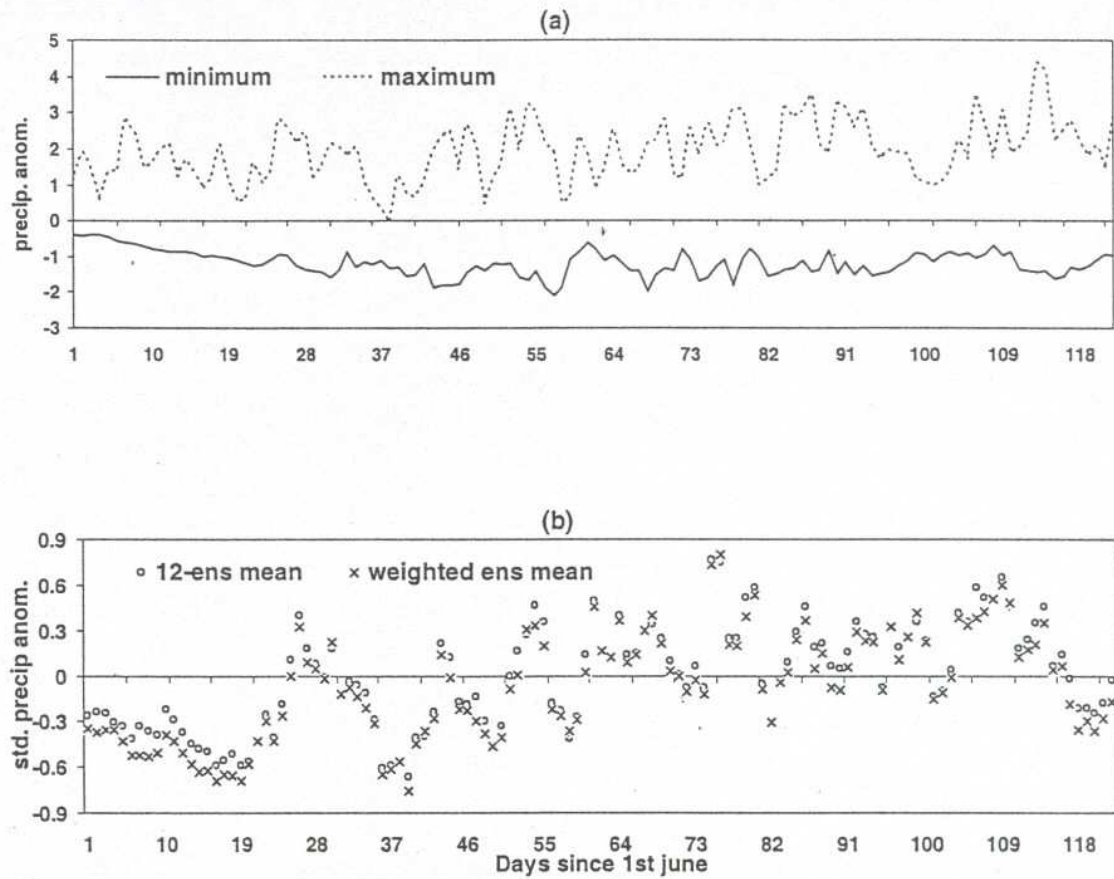 (a)
5
4
3
2
1
0
-1
-2
-3
precip. anom.
minimum maximum
1 10 19 28 37 46 55 64 73 82 91 100 109 118
(b)
0.9
0.6
0.3
0
-0.3
-0.6
-0.9
std. precip anom.
12-ens mean weighted ens mean
1 10 19 28 37 46 55 64 73 82 91 100 109 118
Days since 1st june